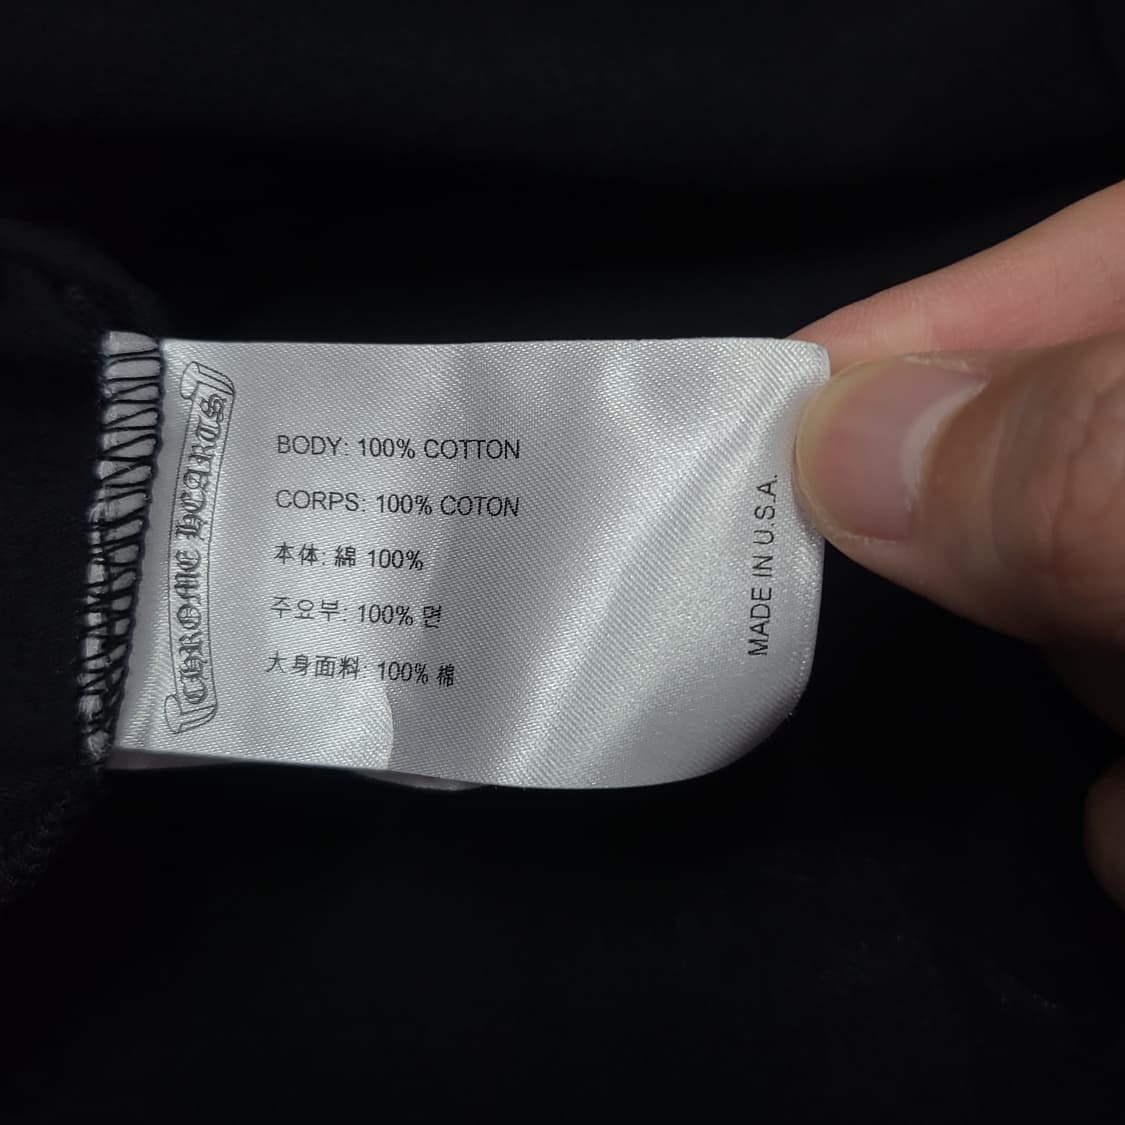 CHROME HEARTS
BODY: 100% COTTON
CORPS: 100% COTON
本体: 綿 100%
주요부: 100% 면
大身面料: 100% 棉
MADE IN U.S.A.